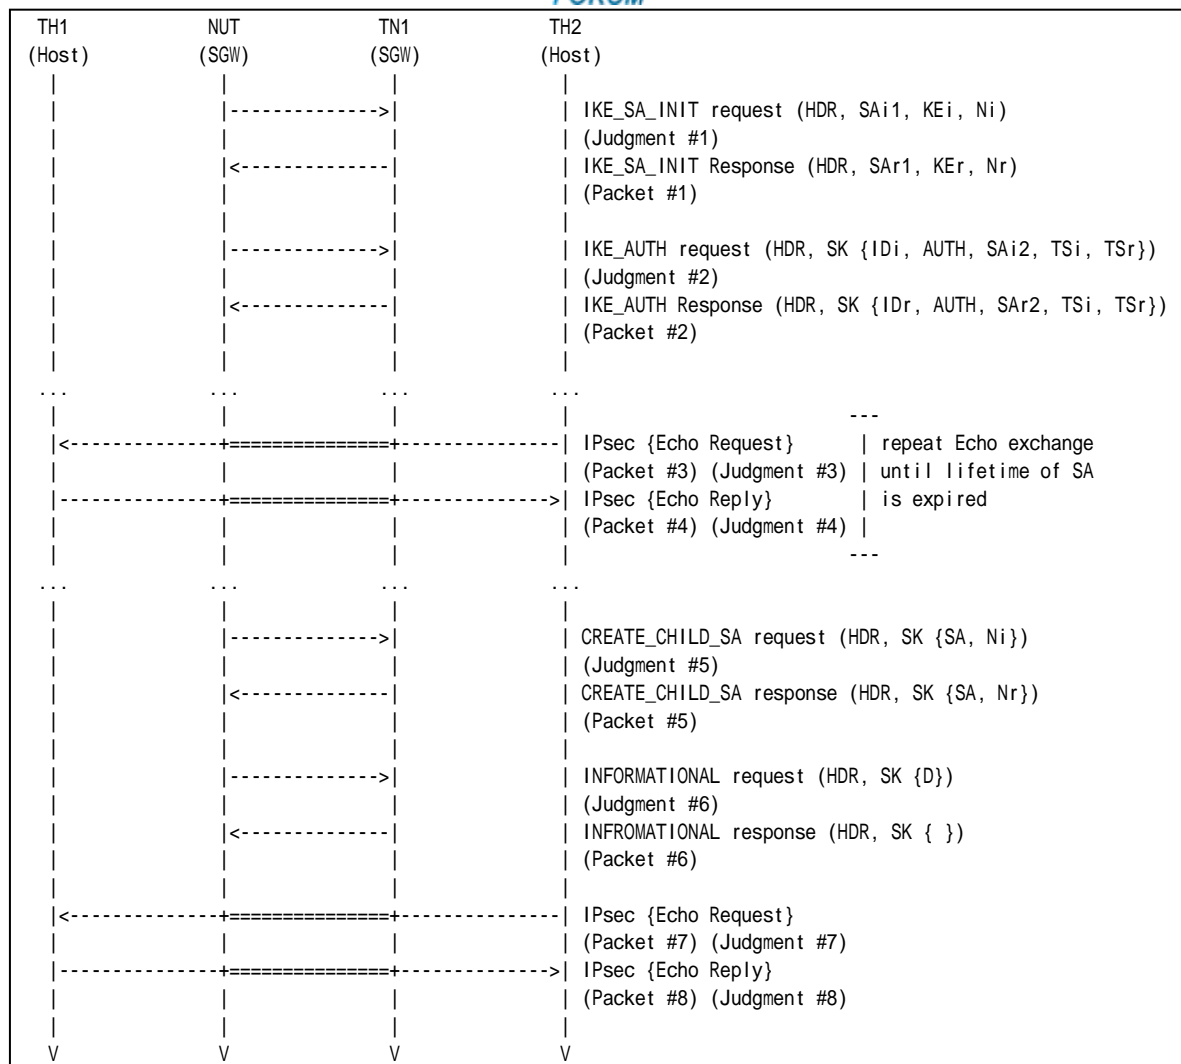 FORUM
TH1 NUT TN1 TH2
(Host) (SGW) (SGW) (Host)
| | | |
| |-------------->| | IKE_SA_INIT request (HDR, SAi1, KEi, Ni)
| | | | (Judgment #1)
| |<--------------| | IKE_SA_INIT Response (HDR, SAr1, KEr, Nr)
| | | | (Packet #1)
| | | |
| |-------------->| | IKE_AUTH request (HDR, SK {IDi, AUTH, SAi2, TSi, TSr})
| | | | (Judgment #2)
| |<--------------| | IKE_AUTH Response (HDR, SK {IDr, AUTH, SAr2, TSi, TSr})
| | | | (Packet #2)
| | | |
... ... ... ...
| | | | ---
|<--------------+===============+--------------| IPsec {Echo Request} | repeat Echo exchange
| | | | (Packet #3) (Judgment #3) | until lifetime of SA
|---------------+===============+------------->| IPsec {Echo Reply} | is expired
| | | | (Packet #4) (Judgment #4) |
| | | | ---
... ... ... ...
| | | |
| |-------------->| | CREATE_CHILD_SA request (HDR, SK {SA, Ni})
| | | | (Judgment #5)
| |<--------------| | CREATE_CHILD_SA response (HDR, SK {SA, Nr})
| | | | (Packet #5)
| | | |
| |-------------->| | INFORMATIONAL request (HDR, SK {D})
| | | | (Judgment #6)
| |<--------------| | INFROMATIONAL response (HDR, SK { })
| | | | (Packet #6)
| | | |
|<--------------+===============+--------------| IPsec {Echo Request}
| | | | (Packet #7) (Judgment #7)
|---------------+===============+------------->| IPsec {Echo Reply}
| | | | (Packet #8) (Judgment #8)
| | | |
V V V V